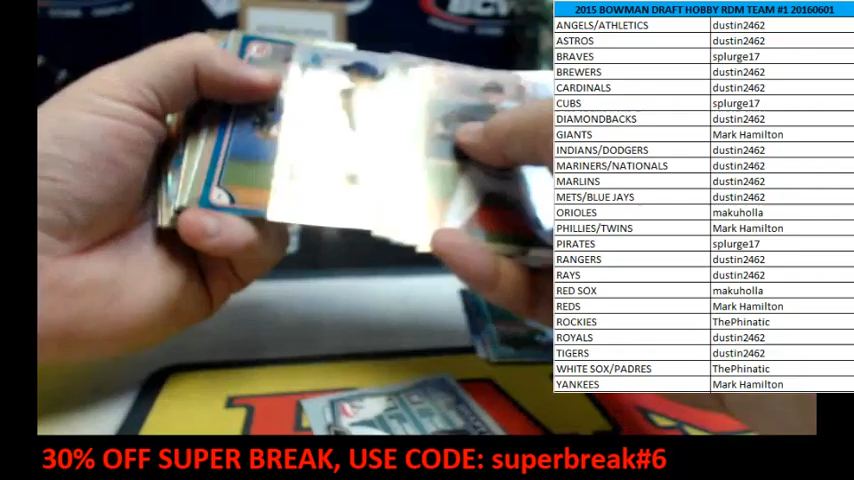 2015 BOWMAN DRAFT HOBBY RDM TEAM #1 20160601
ANGELS/ATHLETICS dustin2462
ASTROS dustin2462
BRAVES splurge17
BREWERS dustin2462
CARDINALS dustin2462
CUBS splurge17
DIAMONDBACKS dustin2462
GIANTS Mark Hamilton
INDIANS/DODGERS dustin2462
MARINERS/NATIONALS dustin2462
MARLINS dustin2462
METS/BLUE JAYS dustin2462
ORIOLES makuholla
PHILLIES/TWINS Mark Hamilton
PIRATES splurge17
RANGERS dustin2462
RAYS dustin2462
RED SOX makuholla
REDS Mark Hamilton
ROCKIES ThePhinatic
ROYALS dustin2462
TIGERS dustin2462
WHITE SOX/PADRES ThePhinatic
YANKEES Mark Hamilton
30% OFF SUPER BREAK, USE CODE: superbreak#6